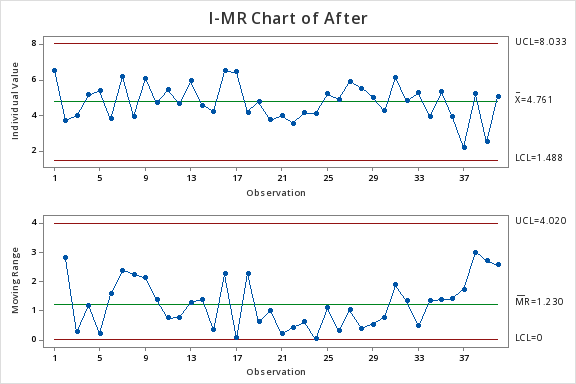 I-MR Chart of After
Individual Value
8
6
4
2
UCL=8.033
X̄=4.761
LCL=1.488
1 5 9 13 17 21 25 29 33 37
Observation
Moving Range
4
3
2
1
0
UCL=4.020
M̅R̅=1.230
LCL=0
1 5 9 13 17 21 25 29 33 37
Observation